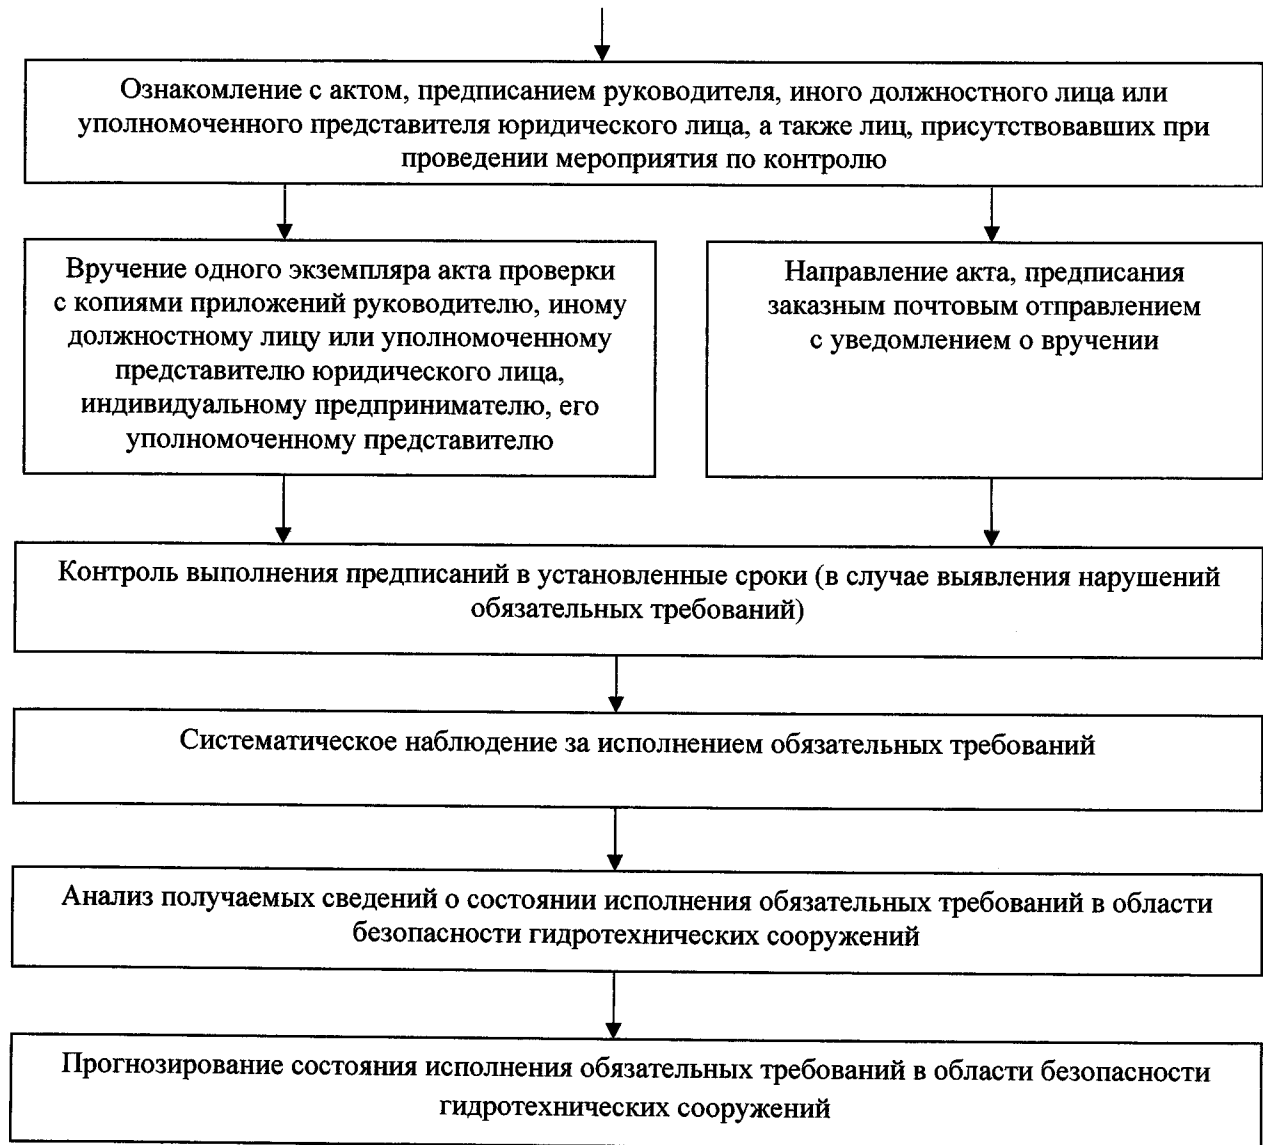 Ознакомление с актом, предписанием руководителя, иного должностного лица или
уполномоченного представителя юридического лица, а также лиц, присутствовавших при
проведении мероприятия по контролю
Вручение одного экземпляра акта проверки
с копиями приложений руководителю, иному
должностному лицу или уполномоченному
представителю юридического лица,
индивидуальному предпринимателю, его
уполномоченному представителю
Направление акта, предписания
заказным почтовым отправлением
с уведомлением о вручении
Контроль выполнения предписаний в установленные сроки (в случае выявления нарушений
обязательных требований)
Систематическое наблюдение за исполнением обязательных требований
Анализ получаемых сведений о состоянии исполнения обязательных требований в области
безопасности гидротехнических сооружений
Прогнозирование состояния исполнения обязательных требований в области безопасности
гидротехнических сооружений